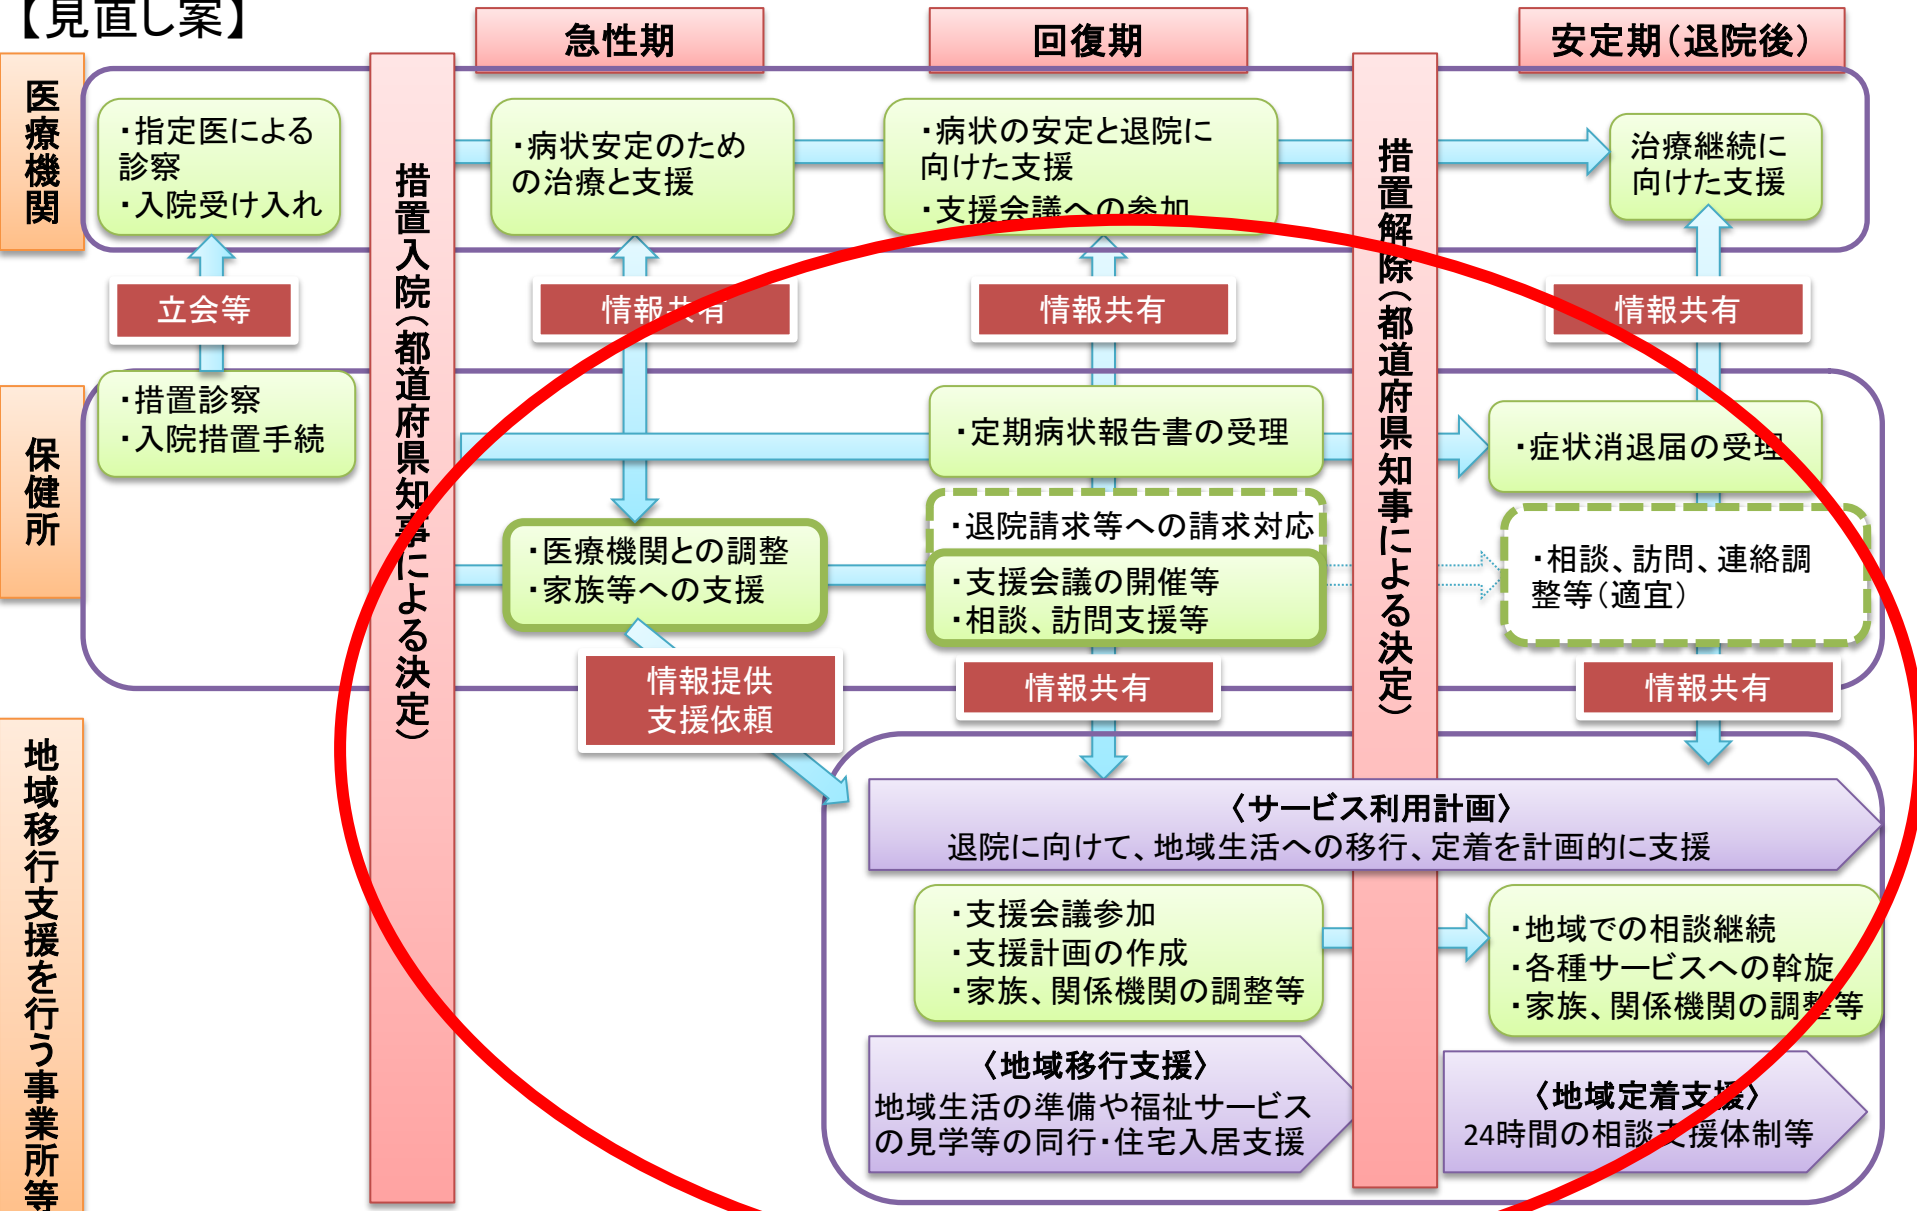 【見直し案】
急性期
回復期
安定期(退院後)
医療機関
・指定医による
診察
・入院受け入れ
措置入院(都道府県知事による決定)
・病状安定のため
の治療と支援
・病状の安定と退院に
向けた支援
・支援会議への参加
措置解除(都道府県知事による決定)
治療継続に
向けた支援
立会等
情報共有
情報共有
情報共有
保健所
・措置診察
・入院措置手続
・定期病状報告書の受理
・症状消退届の受理
・医療機関との調整
・家族等への支援
・退院請求等への請求対応
・支援会議の開催等
・相談、訪問支援等
・相談、訪問、連絡調
整等(適宜)
情報提供
支援依頼
情報共有
情報共有
地域移行支援を行う事業所等
〈サービス利用計画〉
退院に向けて、地域生活への移行、定着を計画的に支援
・支援会議参加
・支援計画の作成
・家族、関係機関の調整等
・地域での相談継続
・各種サービスへの斡旋
・家族、関係機関の調整等
〈地域移行支援〉
地域生活の準備や福祉サービス
の見学等の同行・住宅入居支援
〈地域定着支援〉
24時間の相談支援体制等